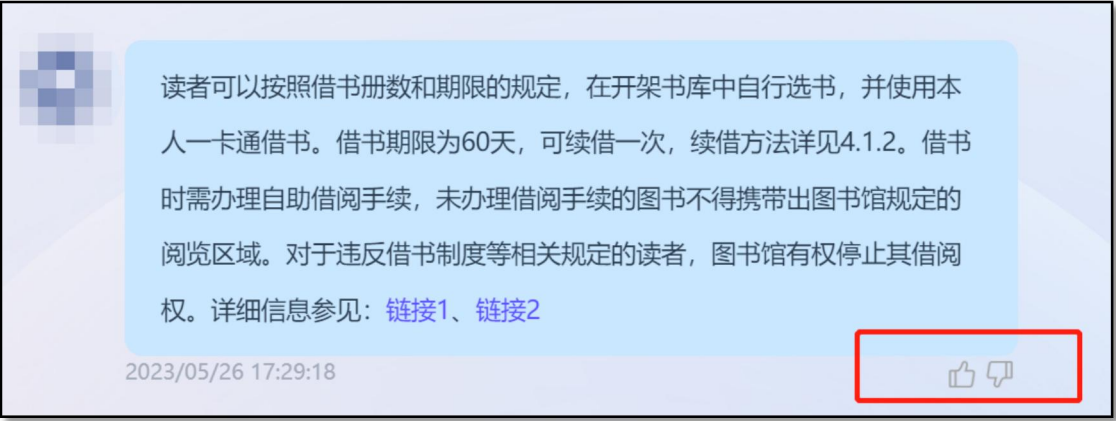 读者可以按照借书册数和期限的规定，在开架书库中自行选书，并使用本
人一卡通借书。借书期限为60天，可续借一次，续借方法详见4.1.2。借书
时需办理自助借阅手续，未办理借阅手续的图书不得携带出图书馆规定的
阅览区域。对于违反借书制度等相关规定的读者，图书馆有权停止其借阅
权。详细信息参见：链接1、链接2
2023/05/26 17:29:18